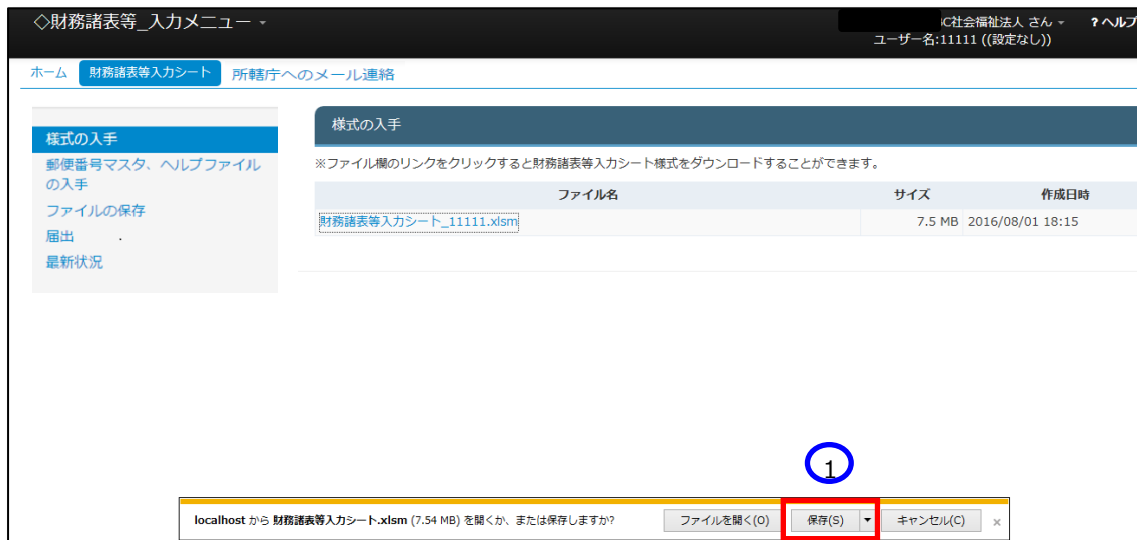 ◇財務諸表等_入力メニュー
C社会福祉法人 さん
?ヘルプ
ユーザー名:11111 ((設定なし))
ホーム 財務諸表等入力シート 所轄庁へのメール連絡
様式の入手
郵便番号マスタ、ヘルプファイル
の入手
ファイルの保存
届出
最新状況
様式の入手
※ファイル欄のリンクをクリックすると財務諸表等入力シート様式をダウンロードすることができます。
ファイル名 サイズ 作成日時
財務諸表等入力シート_11111.xlsm 7.5 MB 2016/08/01 18:15
1
localhost から 財務諸表等入力シート.xlsm (7.54 MB) を開くか、または保存しますか? ファイルを開く(O) 保存(S) ▼ キャンセル(C) ×